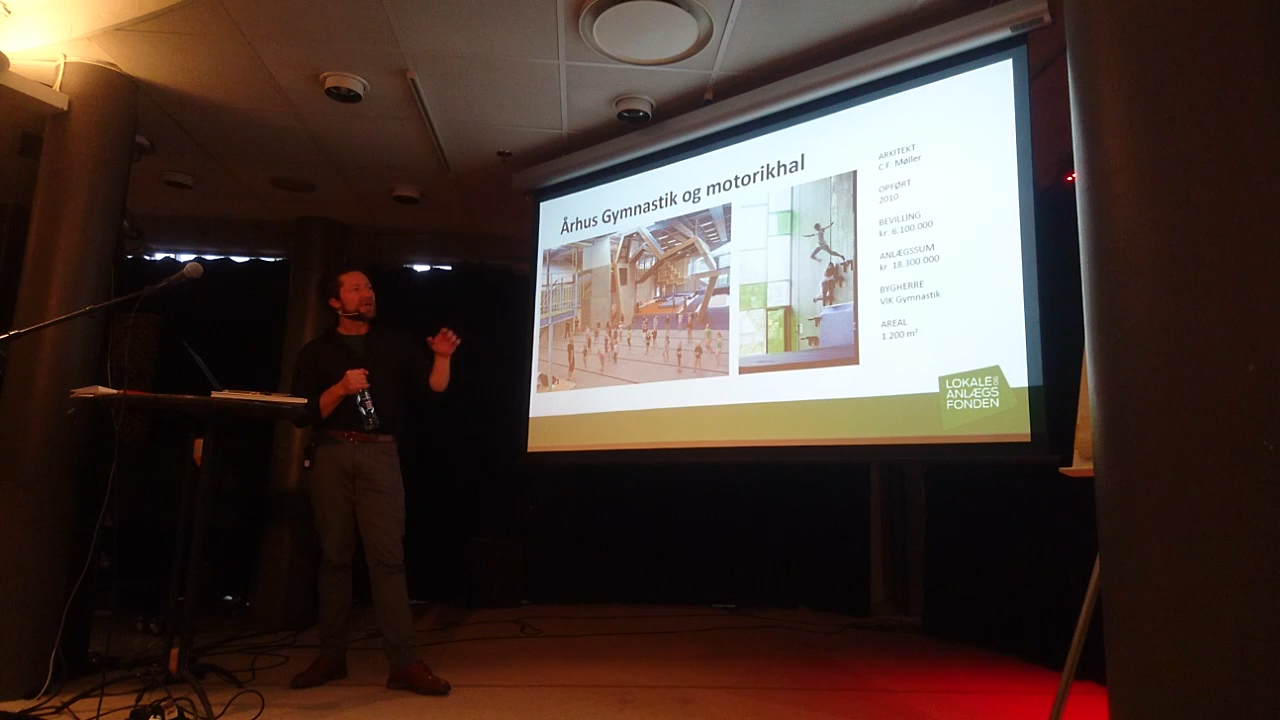 Århus Gymnastik og motorikhal
ARKITEKT
C.F. Møller
OPFØRT
2010
BEVILLING
kr. 6.100.000
ANLÆGSSUM
kr. 18.300.000
BYGHERRE
VIK Gymnastik
AREAL
1.200 m²
LOKALE OG
ANLÆGS
FONDEN